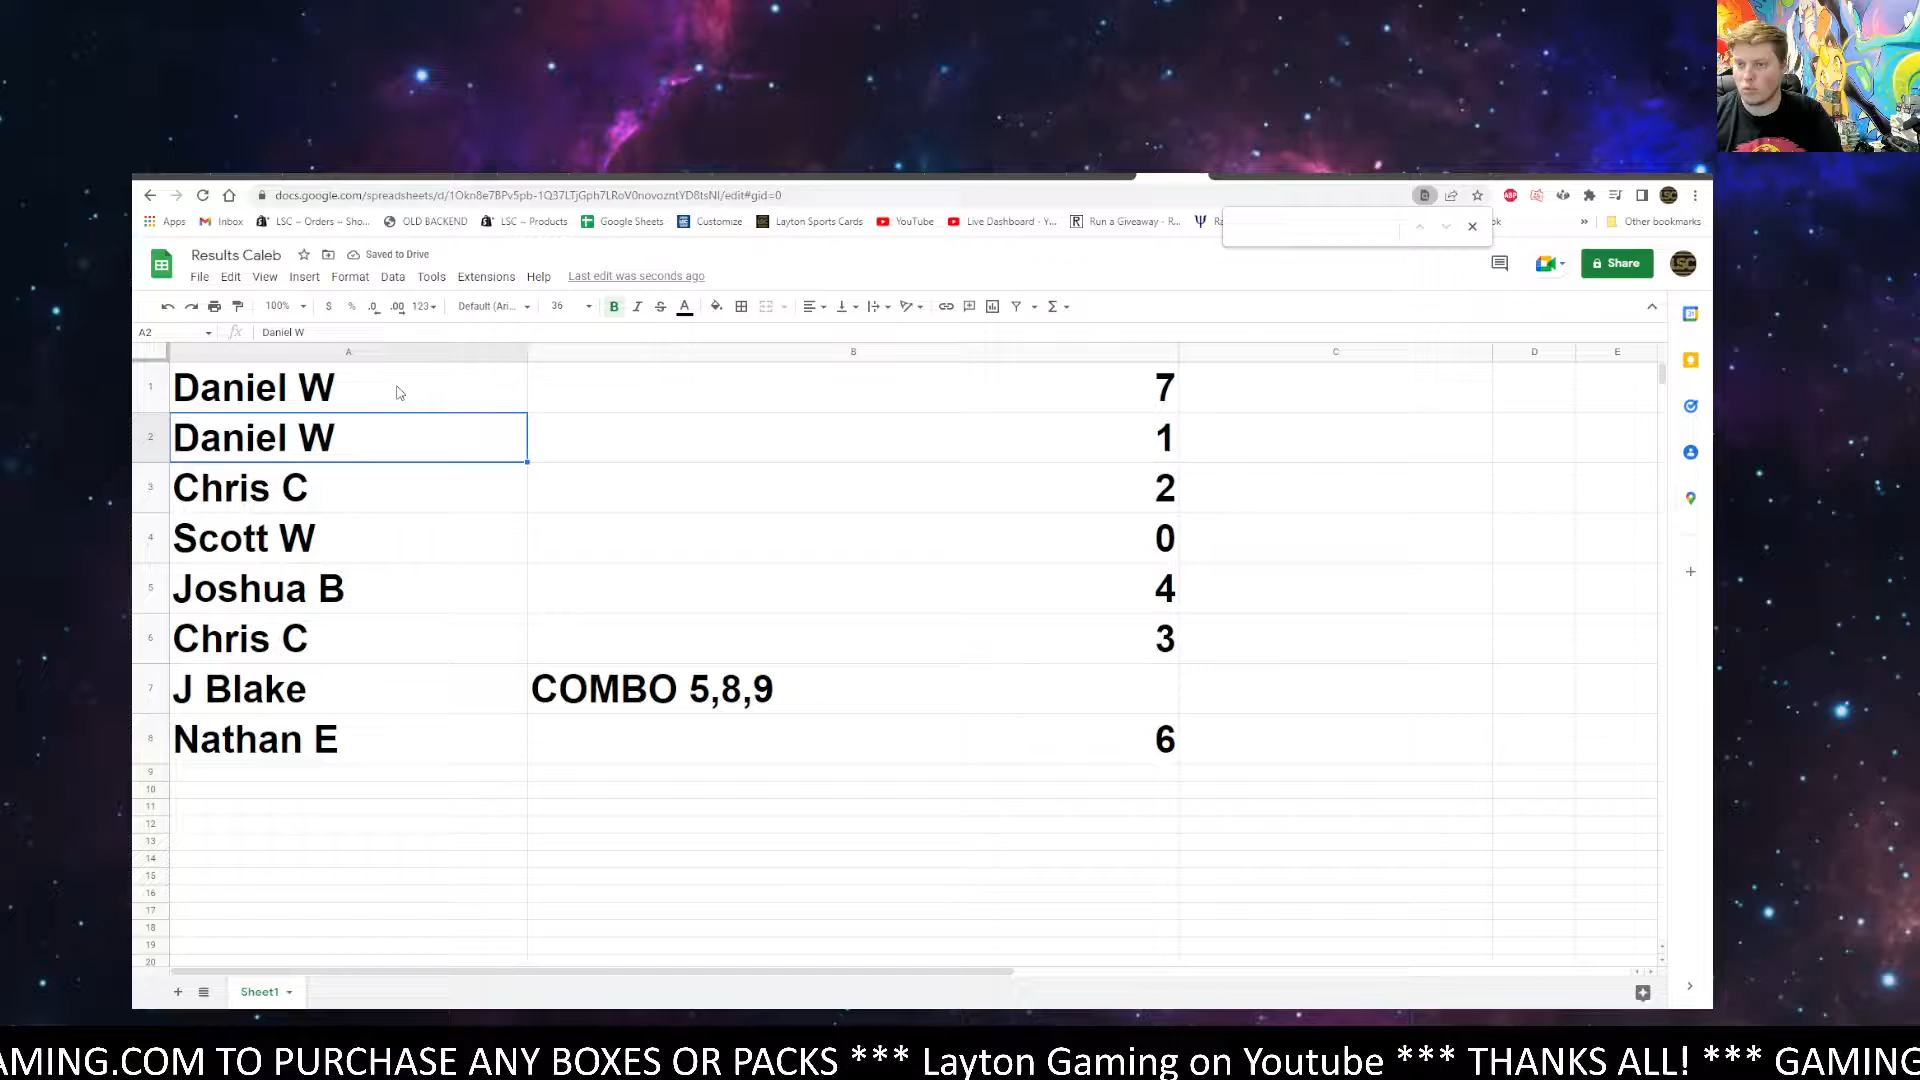 docs.google.com/spreadsheets/d/1Okn8e7BPv5pb-1Q37LTjGph7LRoV0novozntYD8tsNI/edit#gid=0
Apps Inbox LSC – Orders – Sho... OLD BACKEND LSC – Products Google Sheets Customize Layton Sports Cards YouTube Live Dashboard - Y... Run a Giveaway - R... Other bookmarks
Results Caleb Saved to Drive
File Edit View Insert Format Data Tools Extensions Help Last edit was seconds ago
Share
100% $ % .0 .00 123 Default (Ari... 36 B I S A
A2 fx Daniel W
A B C D E
1 Daniel W 7
2 Daniel W 1
3 Chris C 2
4 Scott W 0
5 Joshua B 4
6 Chris C 3
7 J Blake COMBO 5,8,9
8 Nathan E 6
9
10
11
12
13
14
15
16
17
18
19
20
Sheet1
AMING.COM TO PURCHASE ANY BOXES OR PACKS *** Layton Gaming on Youtube *** THANKS ALL! *** GAMING